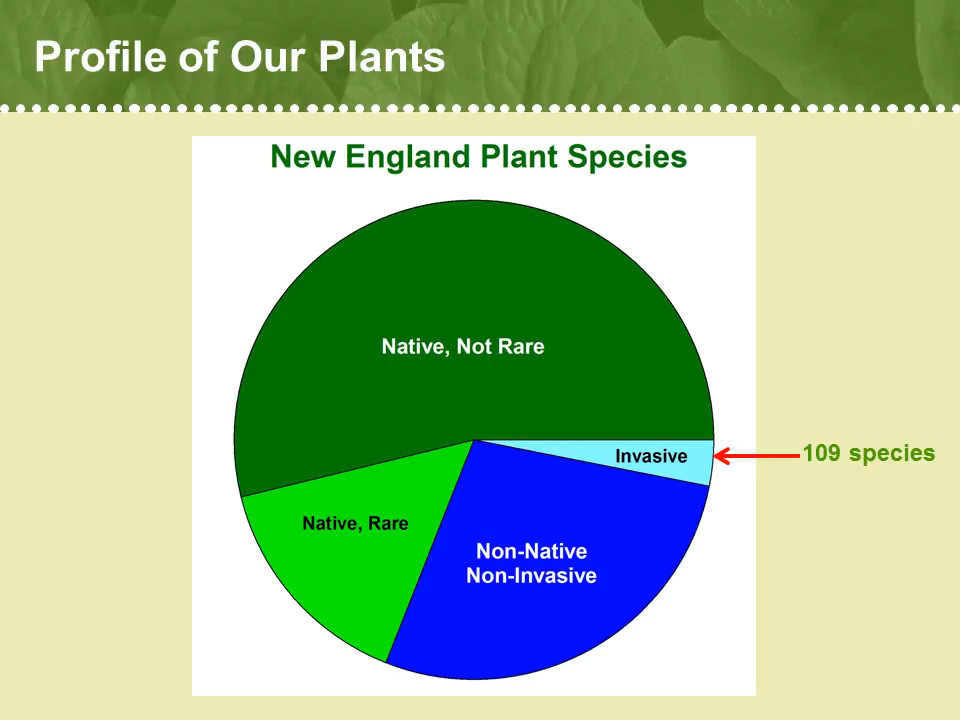 Profile of Our Plants
New England Plant Species
Native, Not Rare
Invasive
109 species
Native, Rare
Non-Native
Non-Invasive